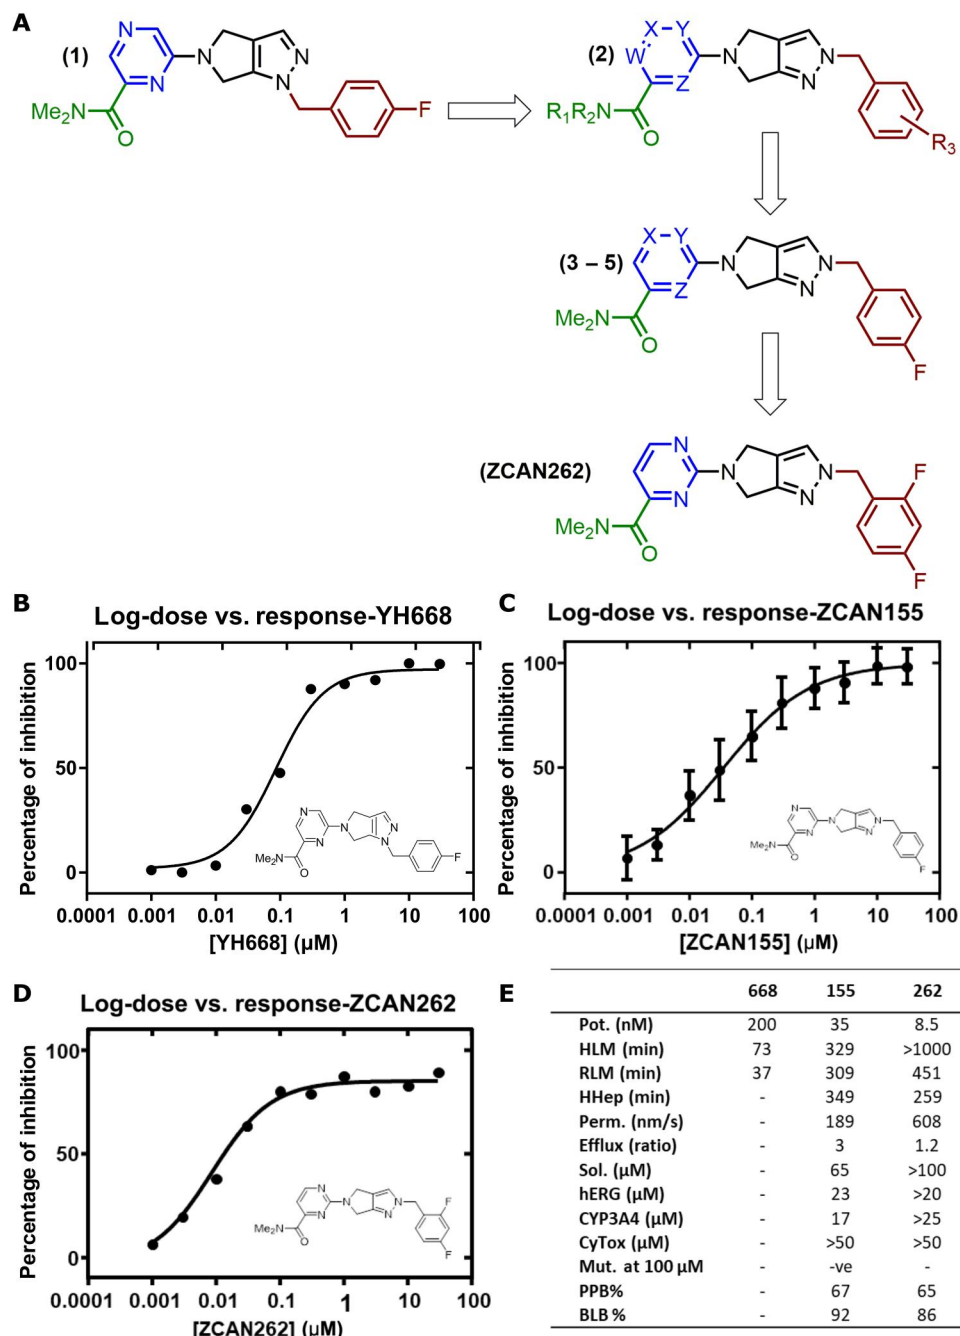 A
(1)
N
N
N
N
N
Me2N
O
F
(2)
X
Y
W
Z
N
N
N
R1R2N
O
R3
(3 – 5)
X
Y
Z
N
N
N
Me2N
O
F
(ZCAN262)
N
N
N
N
N
Me2N
O
F
F
B
Log-dose vs. response-YH668
Percentage of inhibition
100
50
0
0.0001 0.001 0.01 0.1 1 10 100
[YH668] (µM)
N
N
N
N
N
Me2N
O
F
C
Log-dose vs. response-ZCAN155
Percentage of inhibition
100
50
0
0.0001 0.001 0.01 0.1 1 10 100
[ZCAN155] (µM)
N
N
N
N
N
Me2N
O
F
D
Log-dose vs. response-ZCAN262
Percentage of inhibition
100
50
0
0.0001 0.001 0.01 0.1 1 10 100
[ZCAN262] (µM)
N
N
N
N
N
Me2N
O
F
F
E
668 155 262
Pot. (nM) 200 35 8.5
HLM (min) 73 329 >1000
RLM (min) 37 309 451
HHep (min) - 349 259
Perm. (nm/s) - 189 608
Efflux (ratio) - 3 1.2
Sol. (µM) - 65 >100
hERG (µM) - 23 >20
CYP3A4 (µM) - 17 >25
CyTox (µM) - >50 >50
Mut. at 100 µM - -ve -
PPB% - 67 65
BLB % - 92 86